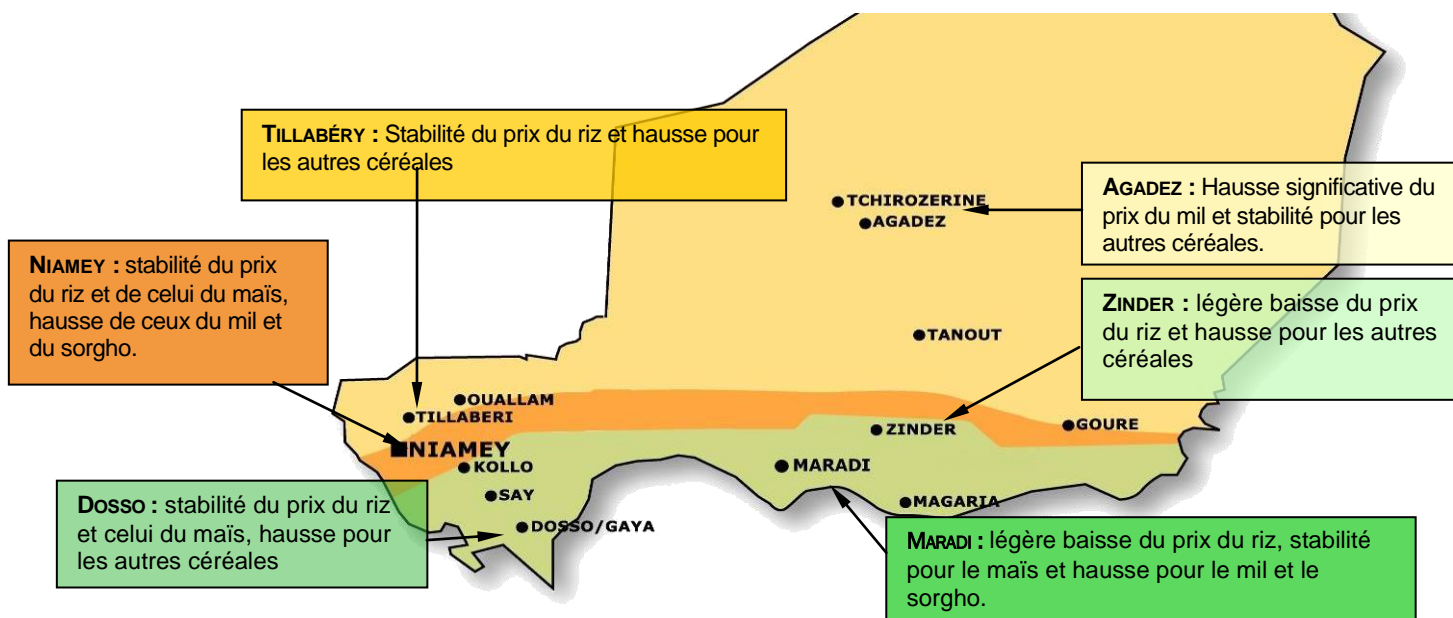 TILLABÉRY : Stabilité du prix du riz et hausse pour
les autres céréales
AGADEZ : Hausse significative du
prix du mil et stabilité pour les
autres céréales.
NIAMEY : stabilité du prix
du riz et de celui du maïs,
hausse de ceux du mil et
du sorgho.
ZINDER : légère baisse du prix
du riz et hausse pour les autres
céréales
DOSSO : stabilité du prix du riz
et celui du maïs, hausse pour
les autres céréales
MARADI : légère baisse du prix du riz, stabilité
pour le maïs et hausse pour le mil et le
sorgho.
TCHIROZERINE
AGADEZ
TANOUT
OUALLAM
TILLABERI
NIAMEY
KOLLO
SAY
DOSSO/GAYA
ZINDER
GOURE
MARADI
MAGARIA